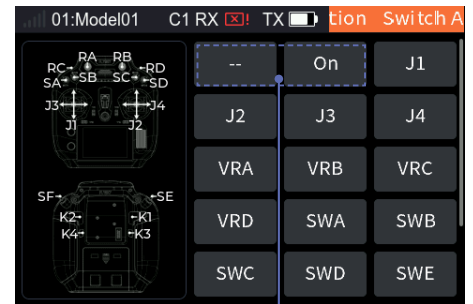 01:Model01 C1 RX ! TX tion Switch A
RA RB
RC RD
SA SB SC SD
J3 J4
J1 J2
SF SE
K2 K1
K4 K3
-- On J1
J2 J3 J4
VRA VRB VRC
VRD SWA SWB
SWC SWD SWE